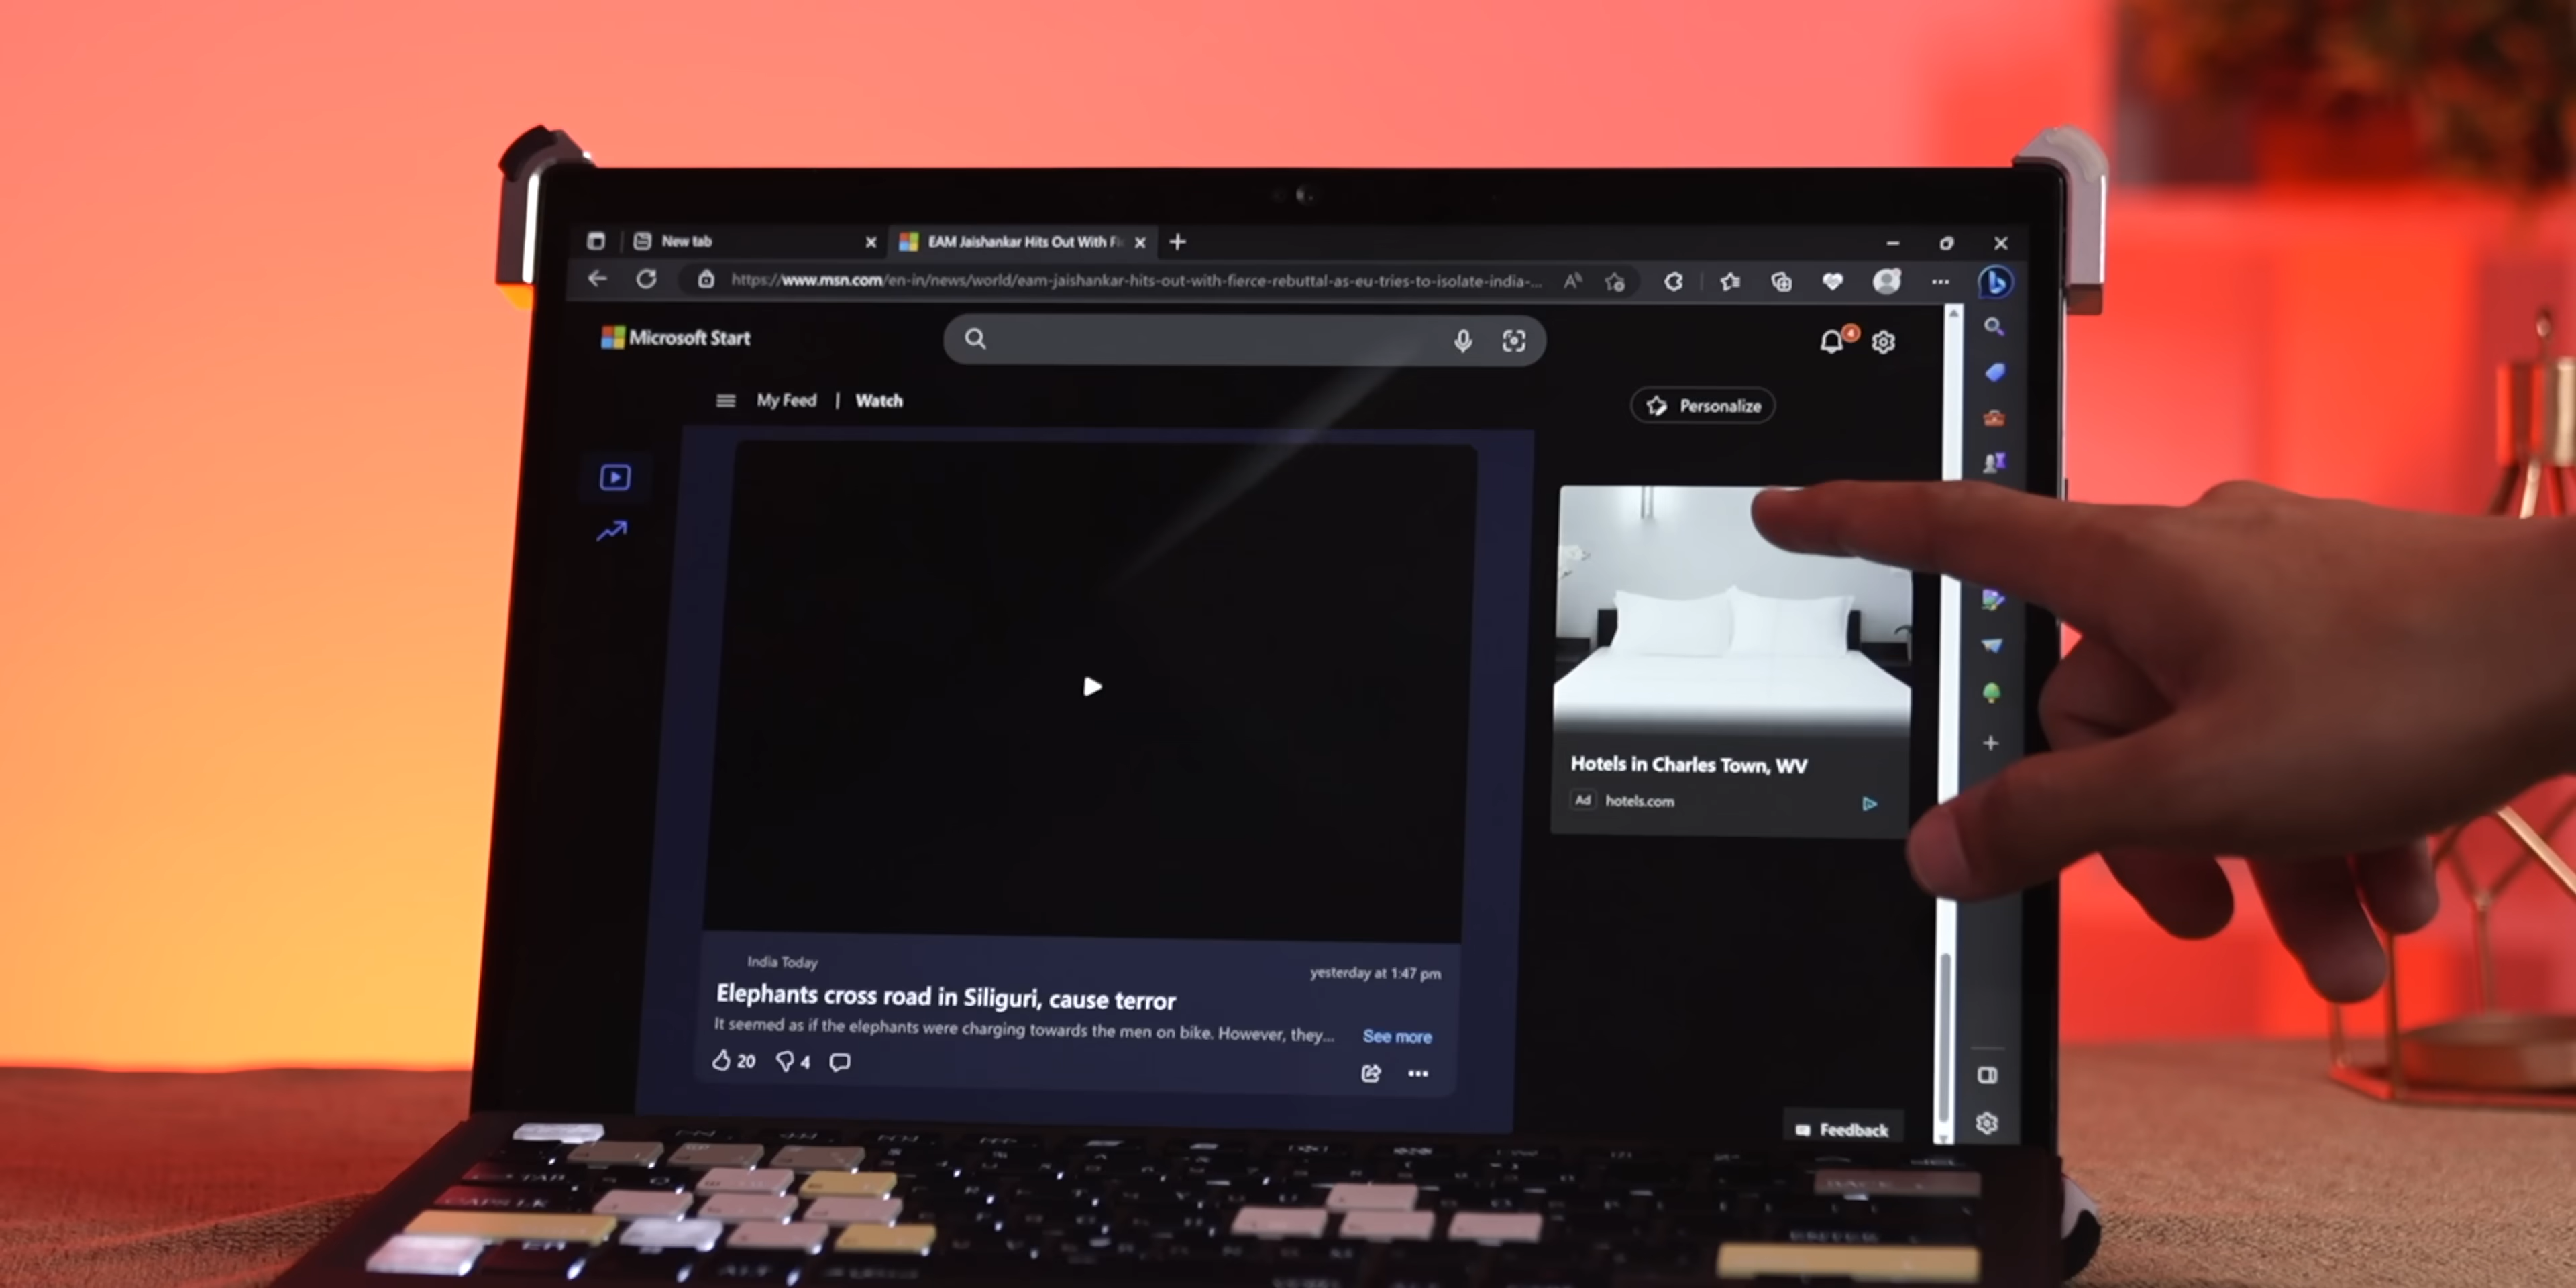 New tab
EAM Jaishankar Hits Out With Fi
https://www.msn.com/en-in/news/world/eam-jaishankar-hits-out-with-fierce-rebuttal-as-eu-tries-to-isolate-india-...
Microsoft Start
4
My Feed | Watch
Personalize
Hotels in Charles Town, WV
Ad hotels.com
India Today
yesterday at 1:47 pm
Elephants cross road in Siliguri, cause terror
It seemed as if the elephants were charging towards the men on bike. However, they... See more
20 4
Feedback
TAB